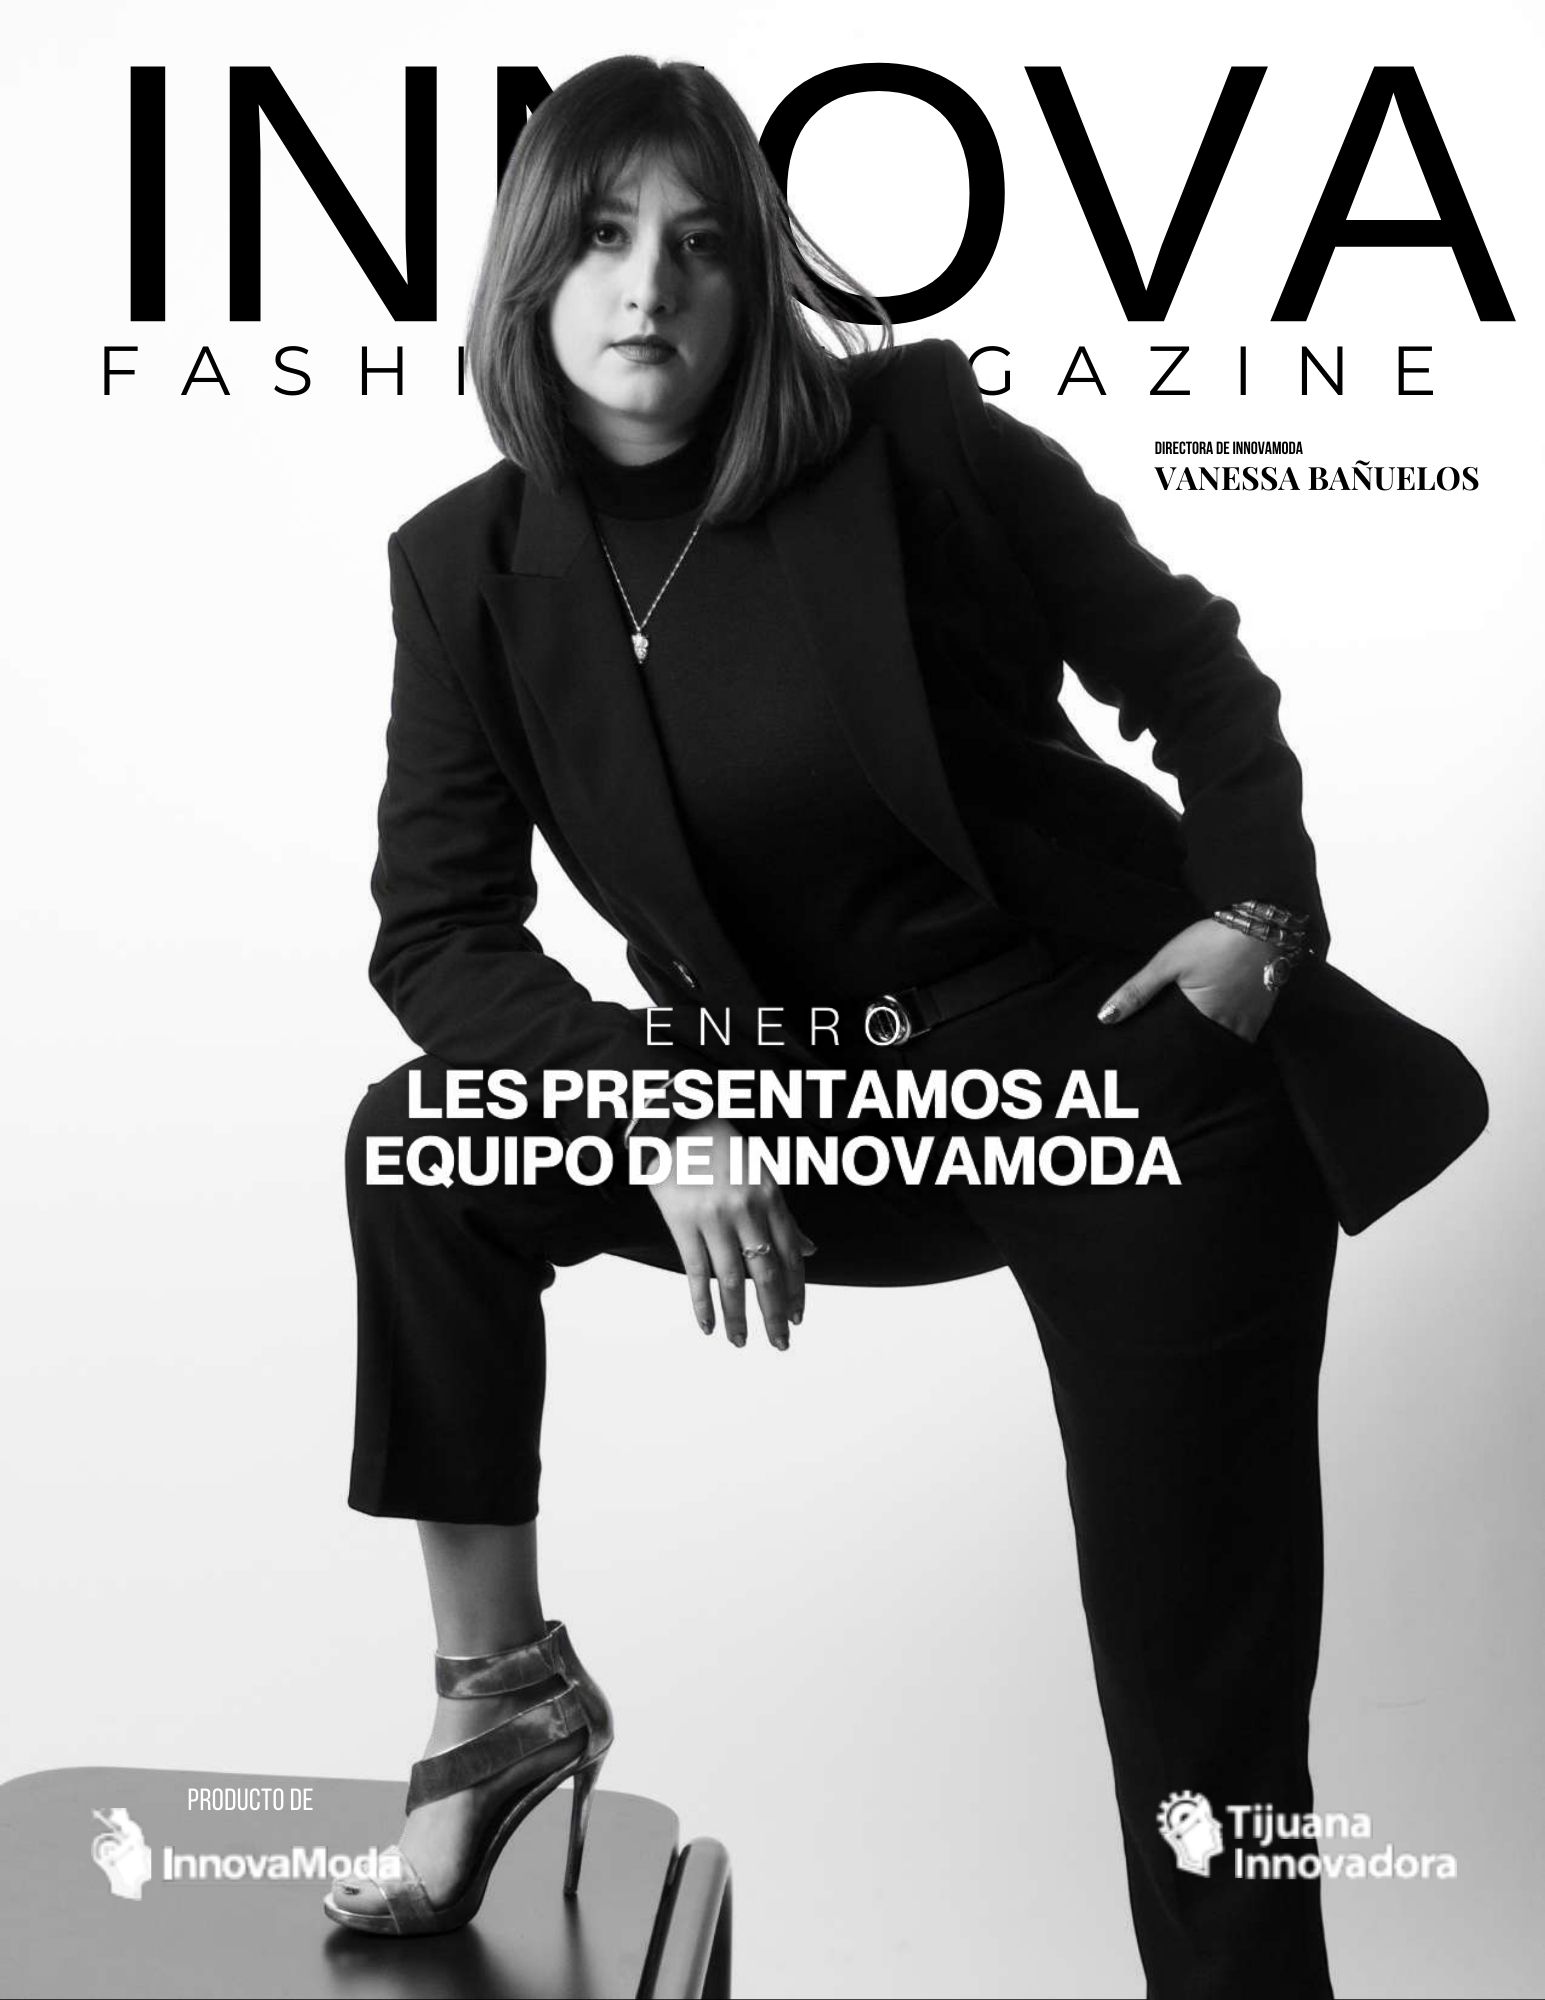 INNOVA
FASHI GAZINE
DIRECTORA DE INNOVAMODA
VANESSA BAÑUELOS
ENERO
LES PRESENTAMOS AL
EQUIPO DE INNOVAMODA
PRODUCTO DE
InnovaModa
Tijuana
Innovadora